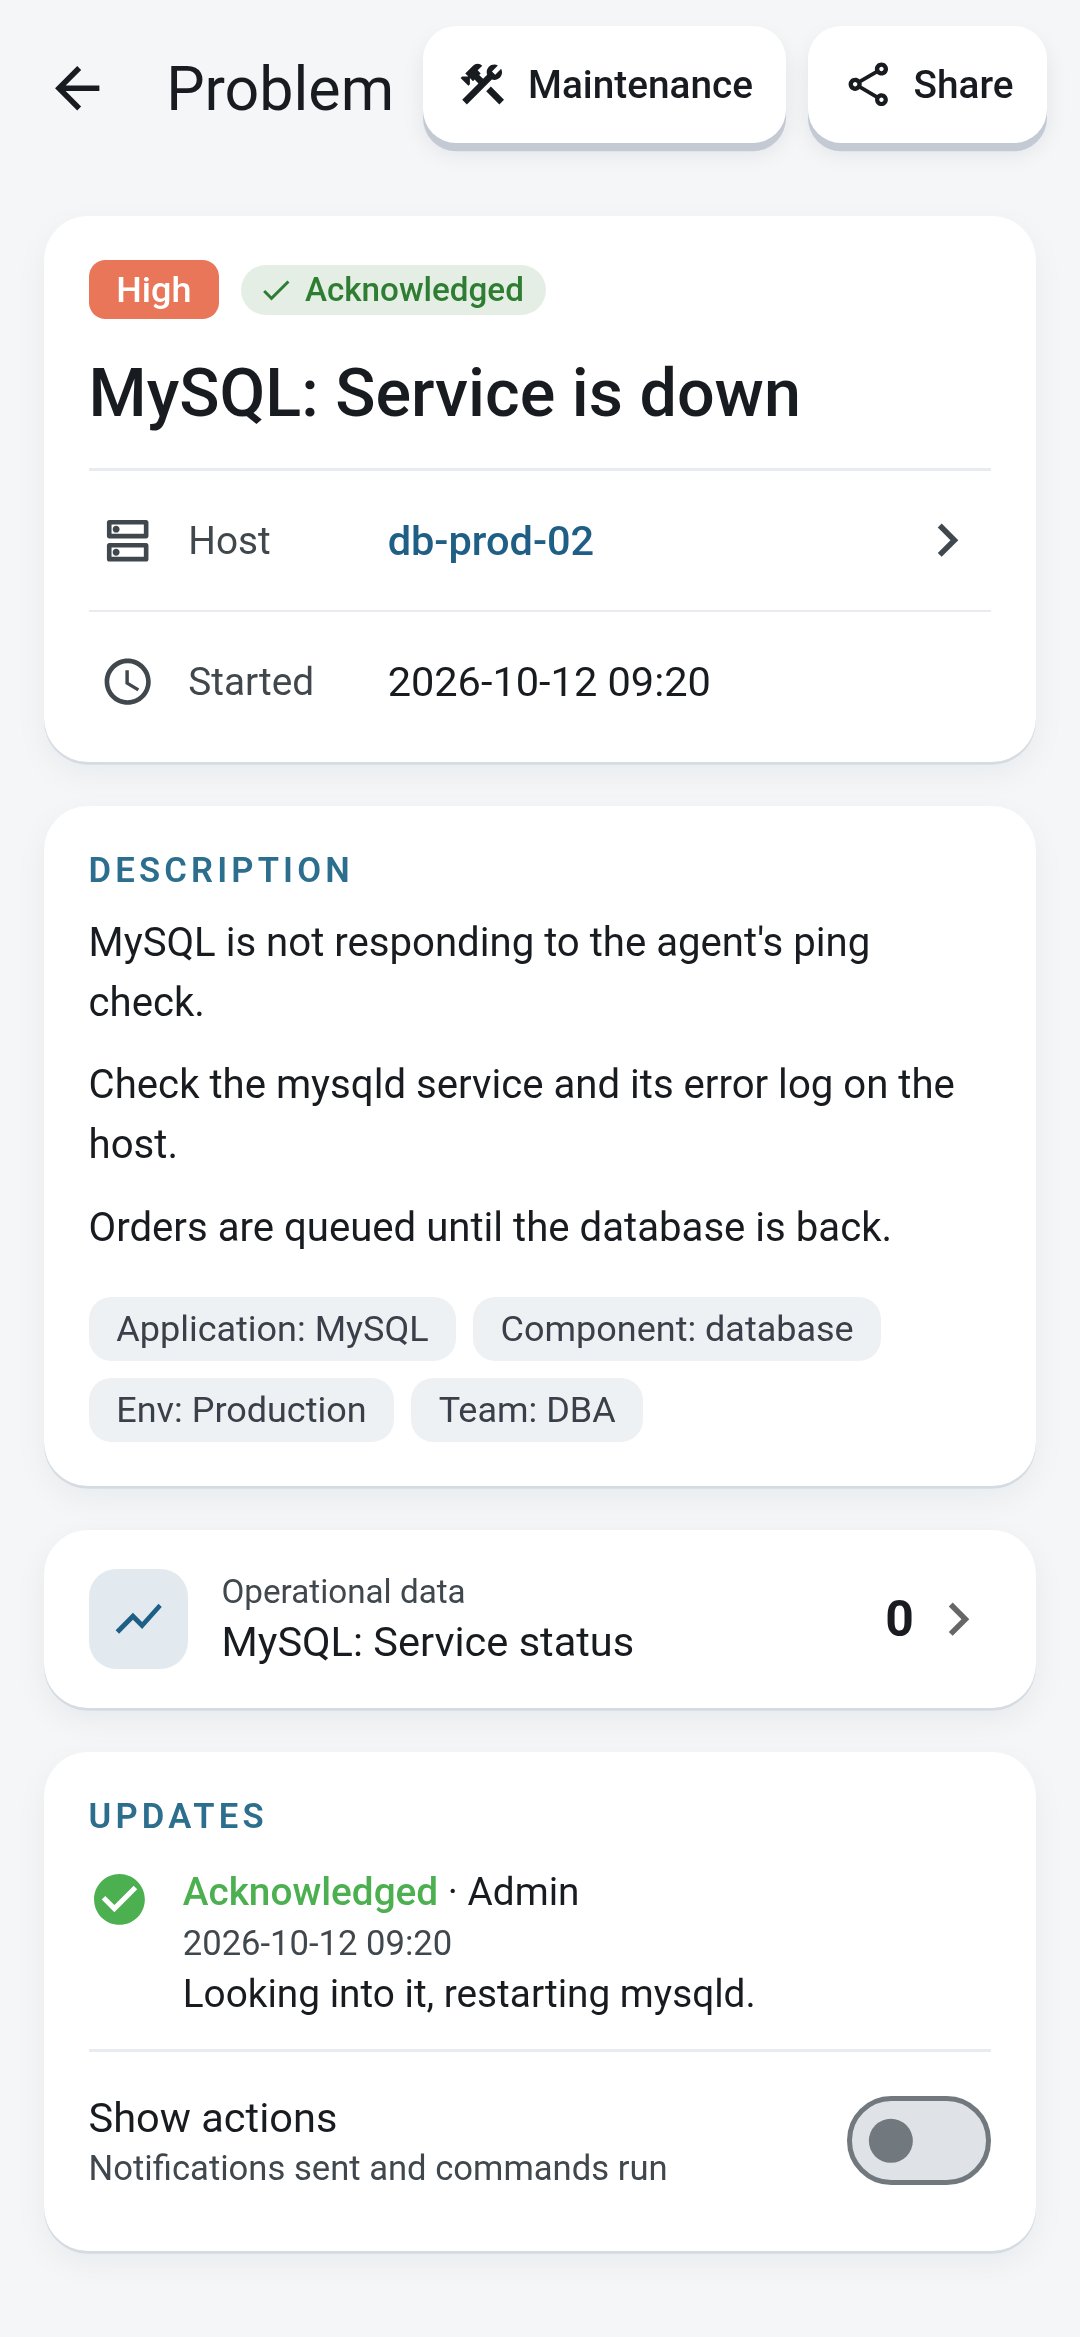 Problem
Maintenance
Share
High
Acknowledged
MySQL: Service is down
Host
db-prod-02
Started
2026-10-12 09:20
DESCRIPTION
MySQL is not responding to the agent's ping
check.
Check the mysqld service and its error log on the
host.
Orders are queued until the database is back.
Application: MySQL
Component: database
Env: Production
Team: DBA
Operational data
MySQL: Service status
0
UPDATES
Acknowledged · Admin
2026-10-12 09:20
Looking into it, restarting mysqld.
Show actions
Notifications sent and commands run